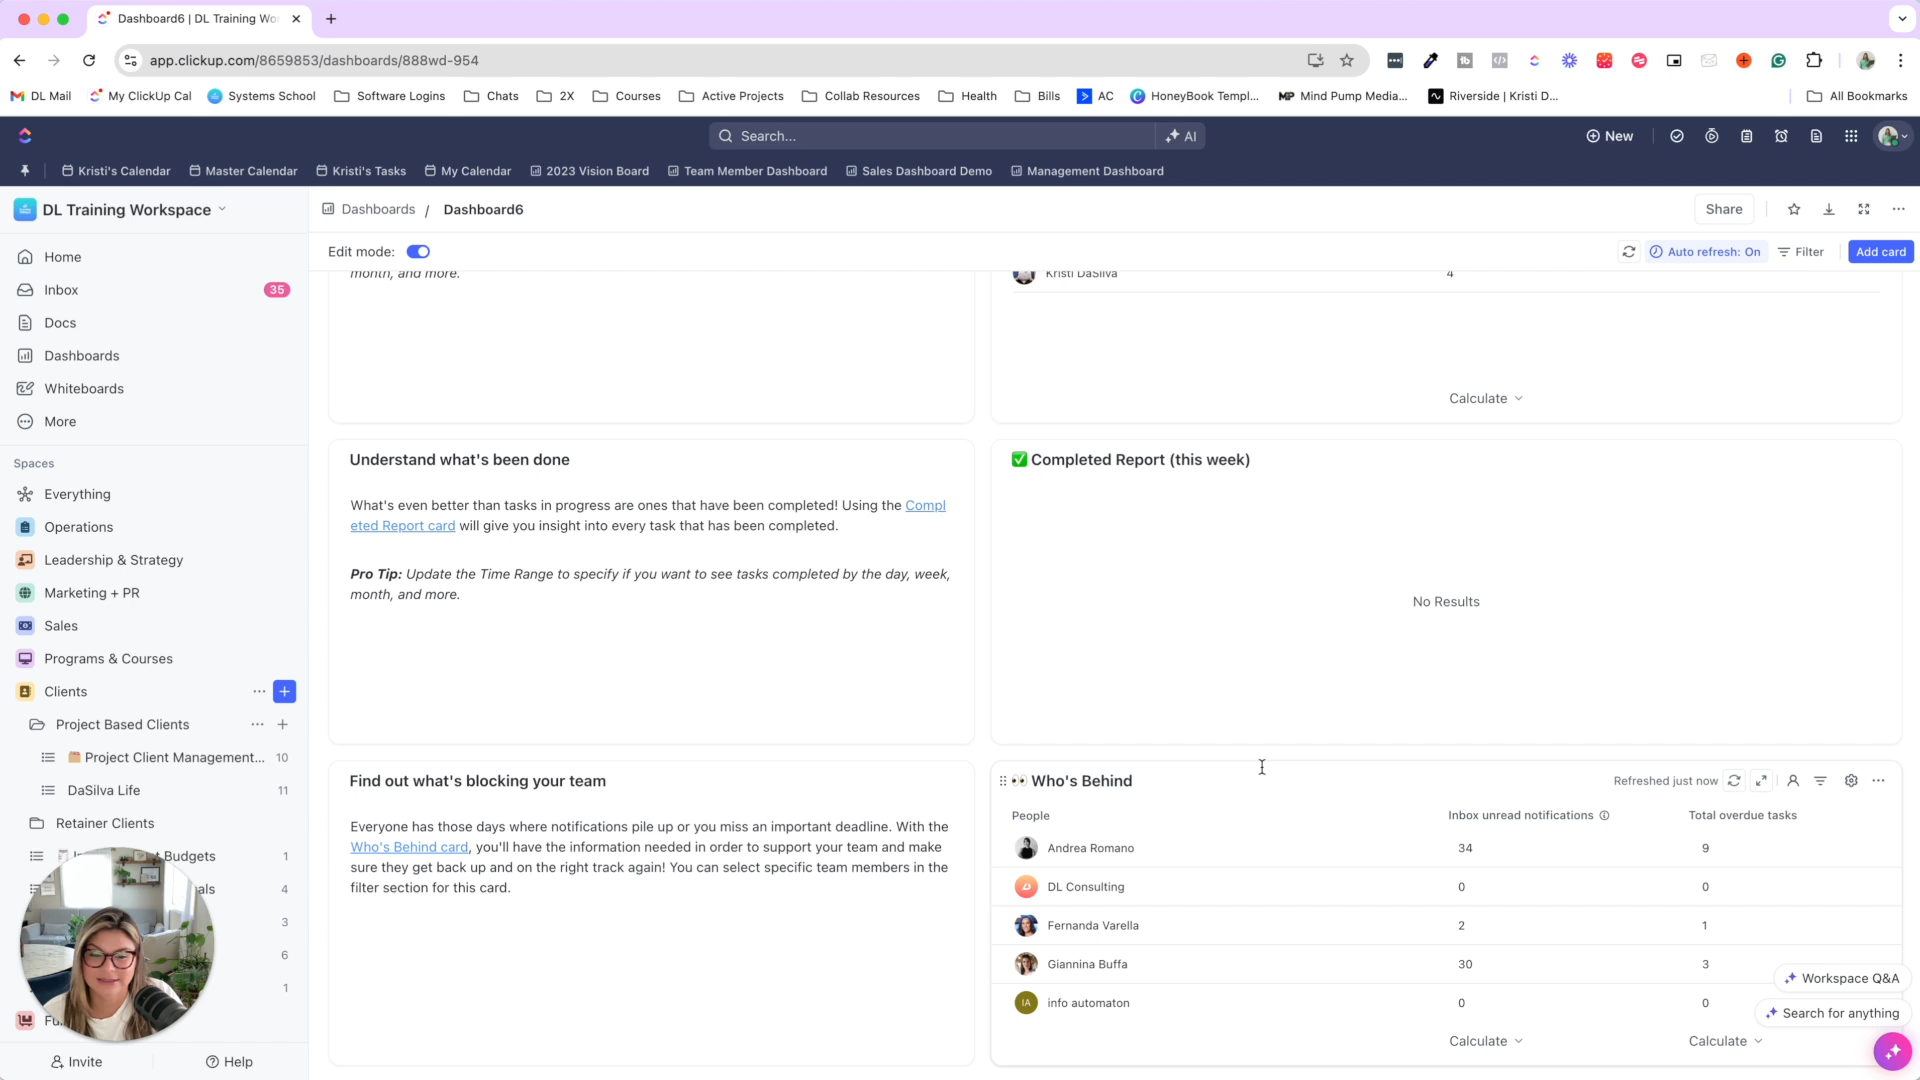 Dashboard6 | DL Training Wo
app.clickup.com/8659853/dashboards/888wd-954
DL Mail
My ClickUp Cal
Systems School
Software Logins
Chats
2X
Courses
Active Projects
Collab Resources
Health
Bills
AC
HoneyBook Templ...
MP Mind Pump Media...
Riverside | Kristi D...
All Bookmarks
Search...
AI
New
Kristi's Calendar
Master Calendar
Kristi's Tasks
My Calendar
2023 Vision Board
Team Member Dashboard
Sales Dashboard Demo
Management Dashboard
DL Training Workspace
Dashboards / Dashboard6
Share
Edit mode:
Auto refresh: On
Filter
Add card
Home
Inbox 35
Docs
Dashboards
Whiteboards
More
Spaces
Everything
Operations
Leadership & Strategy
Marketing + PR
Sales
Programs & Courses
Clients
Project Based Clients
Project Client Management... 10
DaSilva Life 11
Retainer Clients
Budgets 1
4
3
6
1
Invite
Help
month, and more.
Kristi DaSilva 4
Calculate
Understand what's been done
What's even better than tasks in progress are ones that have been completed! Using the Compl
eted Report card will give you insight into every task that has been completed.
Pro Tip: Update the Time Range to specify if you want to see tasks completed by the day, week,
month, and more.
✅ Completed Report (this week)
No Results
Find out what's blocking your team
Everyone has those days where notifications pile up or you miss an important deadline. With the
Who's Behind card, you'll have the information needed in order to support your team and make
sure they get back up and on the right track again! You can select specific team members in the
filter section for this card.
👀 Who's Behind
Refreshed just now
People Inbox unread notifications Total overdue tasks
Andrea Romano 34 9
DL Consulting 0 0
Fernanda Varella 2 1
Giannina Buffa 30 3
IA info automaton 0 0
Calculate Calculate
Workspace Q&A
Search for anything